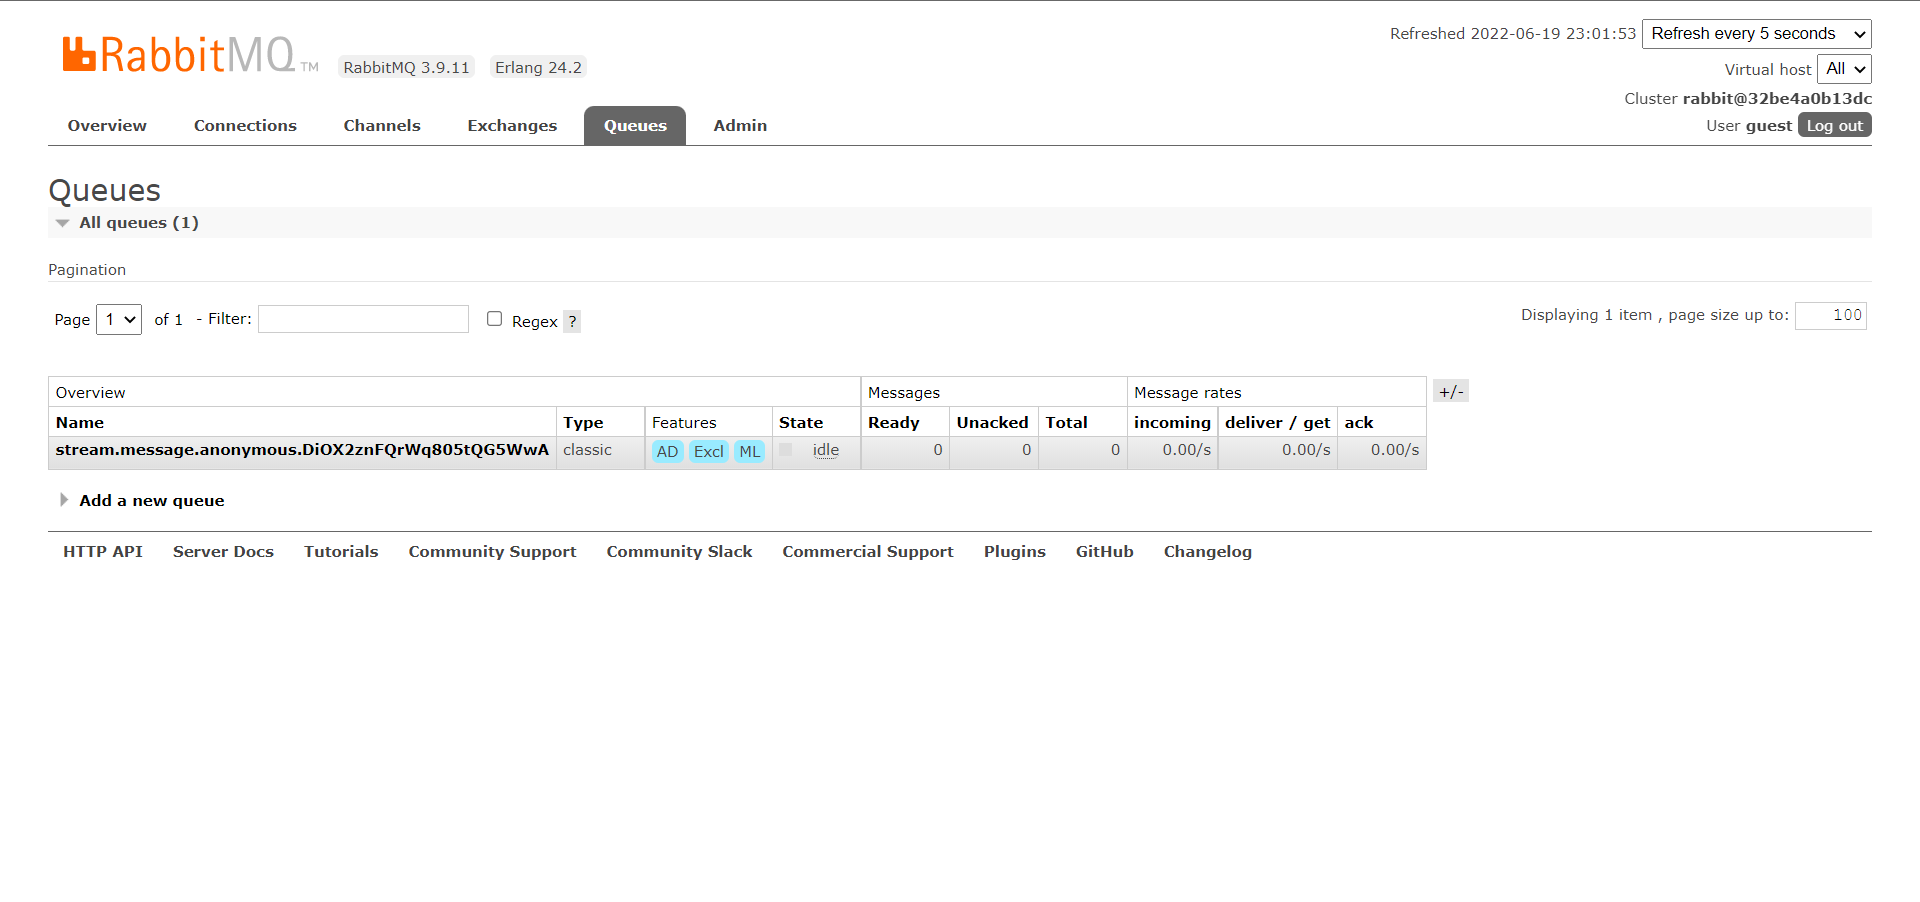 RabbitMQ TM
RabbitMQ 3.9.11 Erlang 24.2
Refreshed 2022-06-19 23:01:53 Refresh every 5 seconds
Virtual host All
Cluster rabbit@32be4a0b13dc
User guest Log out
Overview Connections Channels Exchanges Queues Admin
Queues
All queues (1)
Pagination
Page 1 of 1 - Filter: Regex ?
Displaying 1 item , page size up to: 100
Overview Messages Message rates +/-
Name Type Features State Ready Unacked Total incoming deliver / get ack
stream.message.anonymous.DiOX2znFQrWq805tQG5WwA classic AD Excl ML idle 0 0 0 0.00/s 0.00/s 0.00/s
Add a new queue
HTTP API Server Docs Tutorials Community Support Community Slack Commercial Support Plugins GitHub Changelog